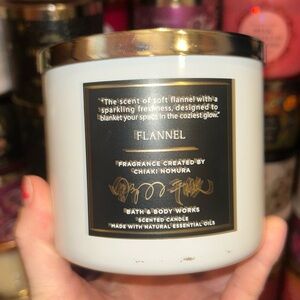 "The scent of soft flannel with a
sparkling freshness, designed to
blanket your space in the coziest glow."
FLANNEL
FRAGRANCE CREATED BY
CHIAKI NOMURA
BATH & BODY WORKS
SCENTED CANDLE
MADE WITH NATURAL ESSENTIAL OILS